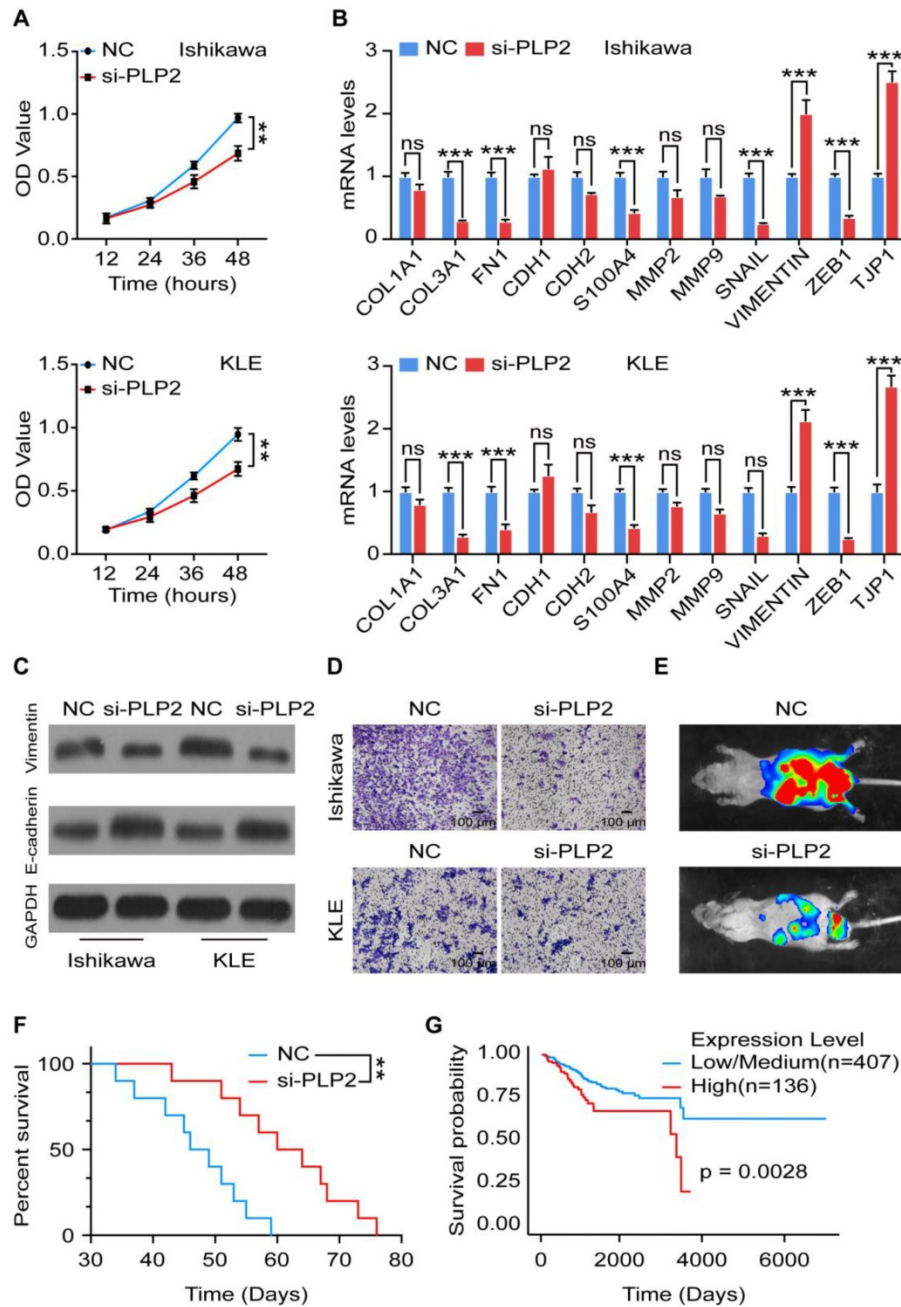 A
NC Ishikawa
si-PLP2
1.5
1.0
0.5
0.0
OD Value
**
12 24 36 48
Time (hours)
NC KLE
si-PLP2
1.5
1.0
0.5
0.0
OD Value
**
12 24 36 48
Time (hours)
B
NC si-PLP2 Ishikawa
3
2
1
0
mRNA levels
ns *** *** ns ns *** ns ns *** *** *** ***
COL1A1 COL3A1 FN1 CDH1 CDH2 S100A4 MMP2 MMP9 SNAIL VIMENTIN ZEB1 TJP1
NC si-PLP2 KLE
3
2
1
0
mRNA levels
ns *** *** ns ns *** ns ns ns *** *** ***
COL1A1 COL3A1 FN1 CDH1 CDH2 S100A4 MMP2 MMP9 SNAIL VIMENTIN ZEB1 TJP1
C
NC si-PLP2 NC si-PLP2
Vimentin
E-cadherin
GAPDH
Ishikawa KLE
D
NC si-PLP2
Ishikawa
100 μm 100 μm
NC si-PLP2
KLE
100 μm 100 μm
E
NC
si-PLP2
F
NC
si-PLP2
**
100
50
0
Percent survival
30 40 50 60 70 80
Time (Days)
G
Expression Level
Low/Medium(n=407)
High(n=136)
1.00
0.75
0.50
0.25
0.00
Survival probability
p = 0.0028
0 2000 4000 6000
Time (Days)